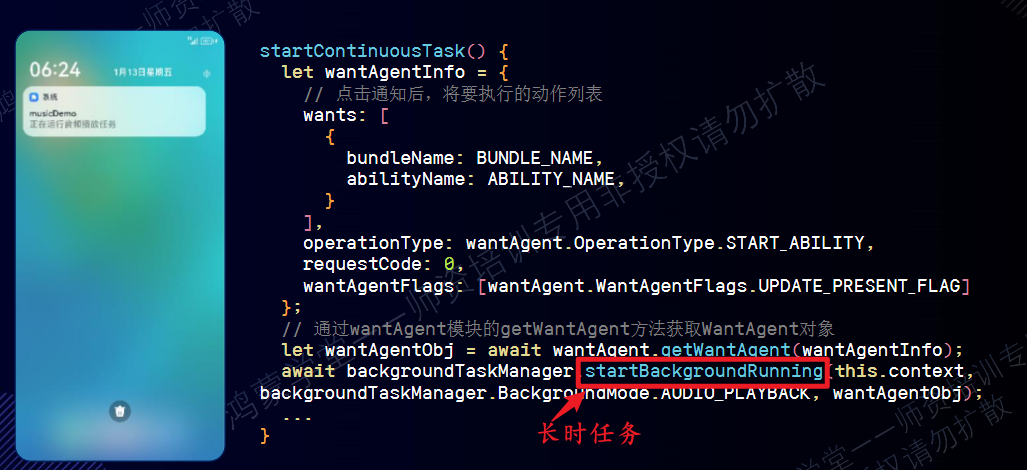 06:24
1月13日星期五
系统
musicDemo
正在运行音频播放任务
startContinuousTask() {
let wantAgentInfo = {
// 点击通知后，将要执行的动作列表
wants: [
{
bundleName: BUNDLE_NAME,
abilityName: ABILITY_NAME,
}
],
operationType: wantAgent.OperationType.START_ABILITY,
requestCode: 0,
wantAgentFlags: [wantAgent.WantAgentFlags.UPDATE_PRESENT_FLAG]
};
// 通过wantAgent模块的getWantAgent方法获取WantAgent对象
let wantAgentObj = await wantAgent.getWantAgent(wantAgentInfo);
await backgroundTaskManager.startBackgroundRunning(this.context,
backgroundTaskManager.BackgroundMode.AUDIO_PLAYBACK, wantAgentObj);
...
}
长时任务
鸿蒙学堂——师资培训专用非授权请勿扩散